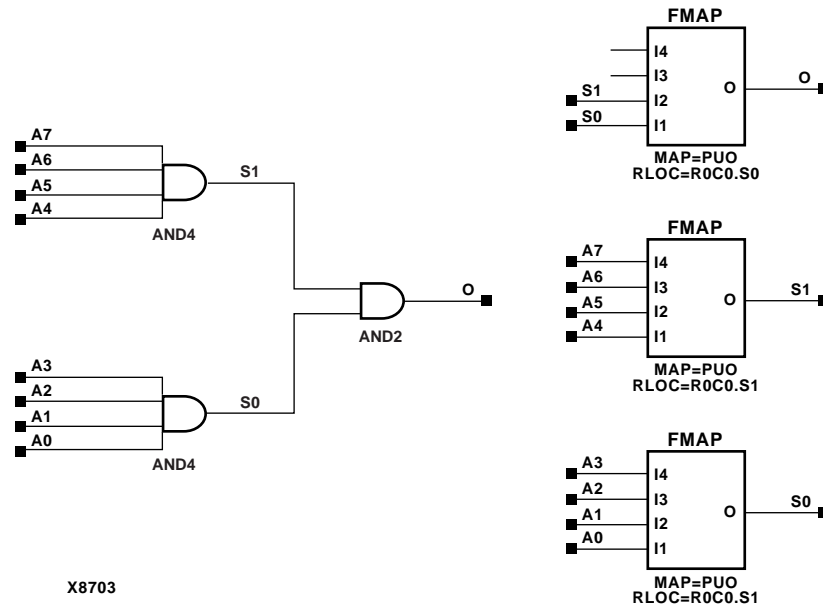 A7
A6
A5
A4
AND4
S1
A3
A2
A1
A0
AND4
S0
AND2
O
X8703
FMAP
I4
I3
S1 I2
S0 I1
O O
MAP=PUO
RLOC=R0C0.S0
FMAP
A7 I4
A6 I3
A5 I2
A4 I1
O S1
MAP=PUO
RLOC=R0C0.S1
FMAP
A3 I4
A2 I3
A1 I2
A0 I1
O S0
MAP=PUO
RLOC=R0C0.S1